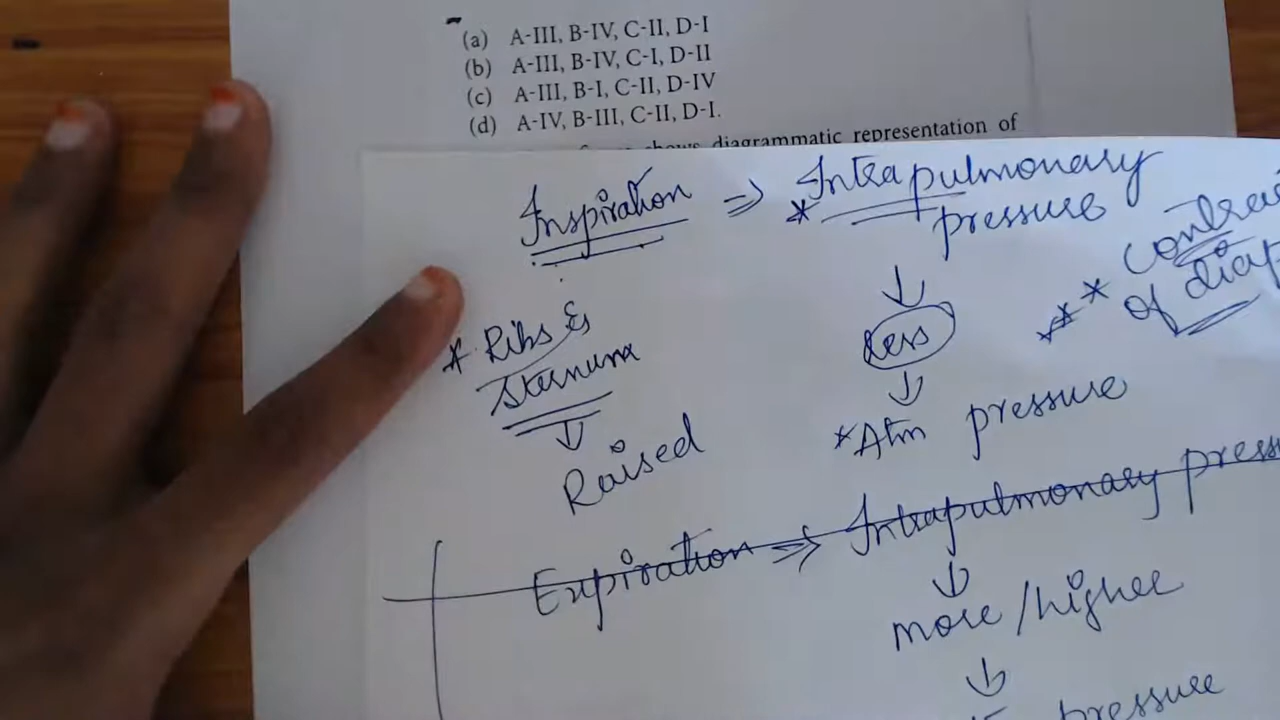 (a) A-III, B-IV, C-II, D-I
(b) A-III, B-IV, C-I, D-II
(c) A-III, B-I, C-II, D-IV
(d) A-IV, B-III, C-II, D-I.
shows diagrammatic representation of
Inspiration ⇒ * Intrapulmonary
pressure
↓
Less
↓
* Atm pressure
* Ribs &
Sternum
↓
Raised
***
of
Expiration ⇒ Intrapulmonary
↓
more / higher
↓
pressure